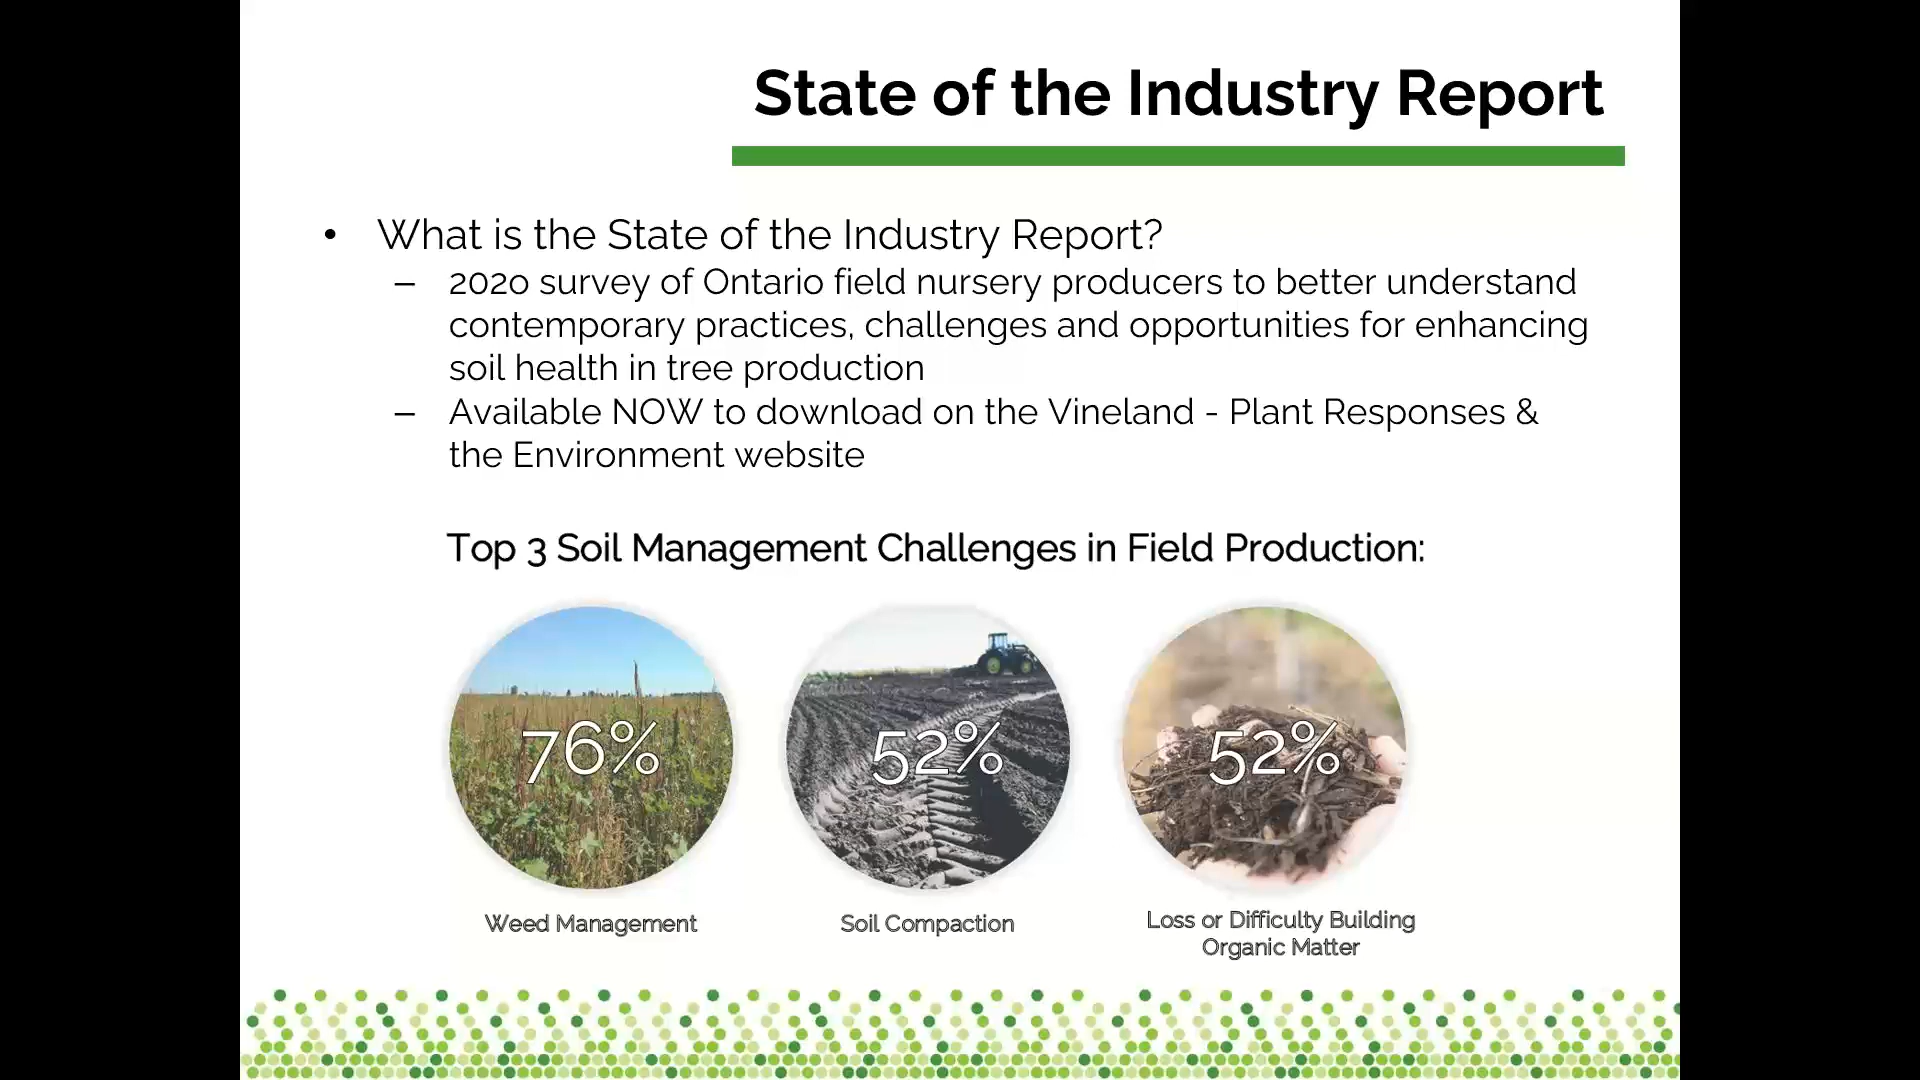 State of the Industry Report
• What is the State of the Industry Report?
– 2020 survey of Ontario field nursery producers to better understand
contemporary practices, challenges and opportunities for enhancing
soil health in tree production
– Available NOW to download on the Vineland - Plant Responses &
the Environment website
Top 3 Soil Management Challenges in Field Production:
76%
52%
52%
Weed Management
Soil Compaction
Loss or Difficulty Building
Organic Matter